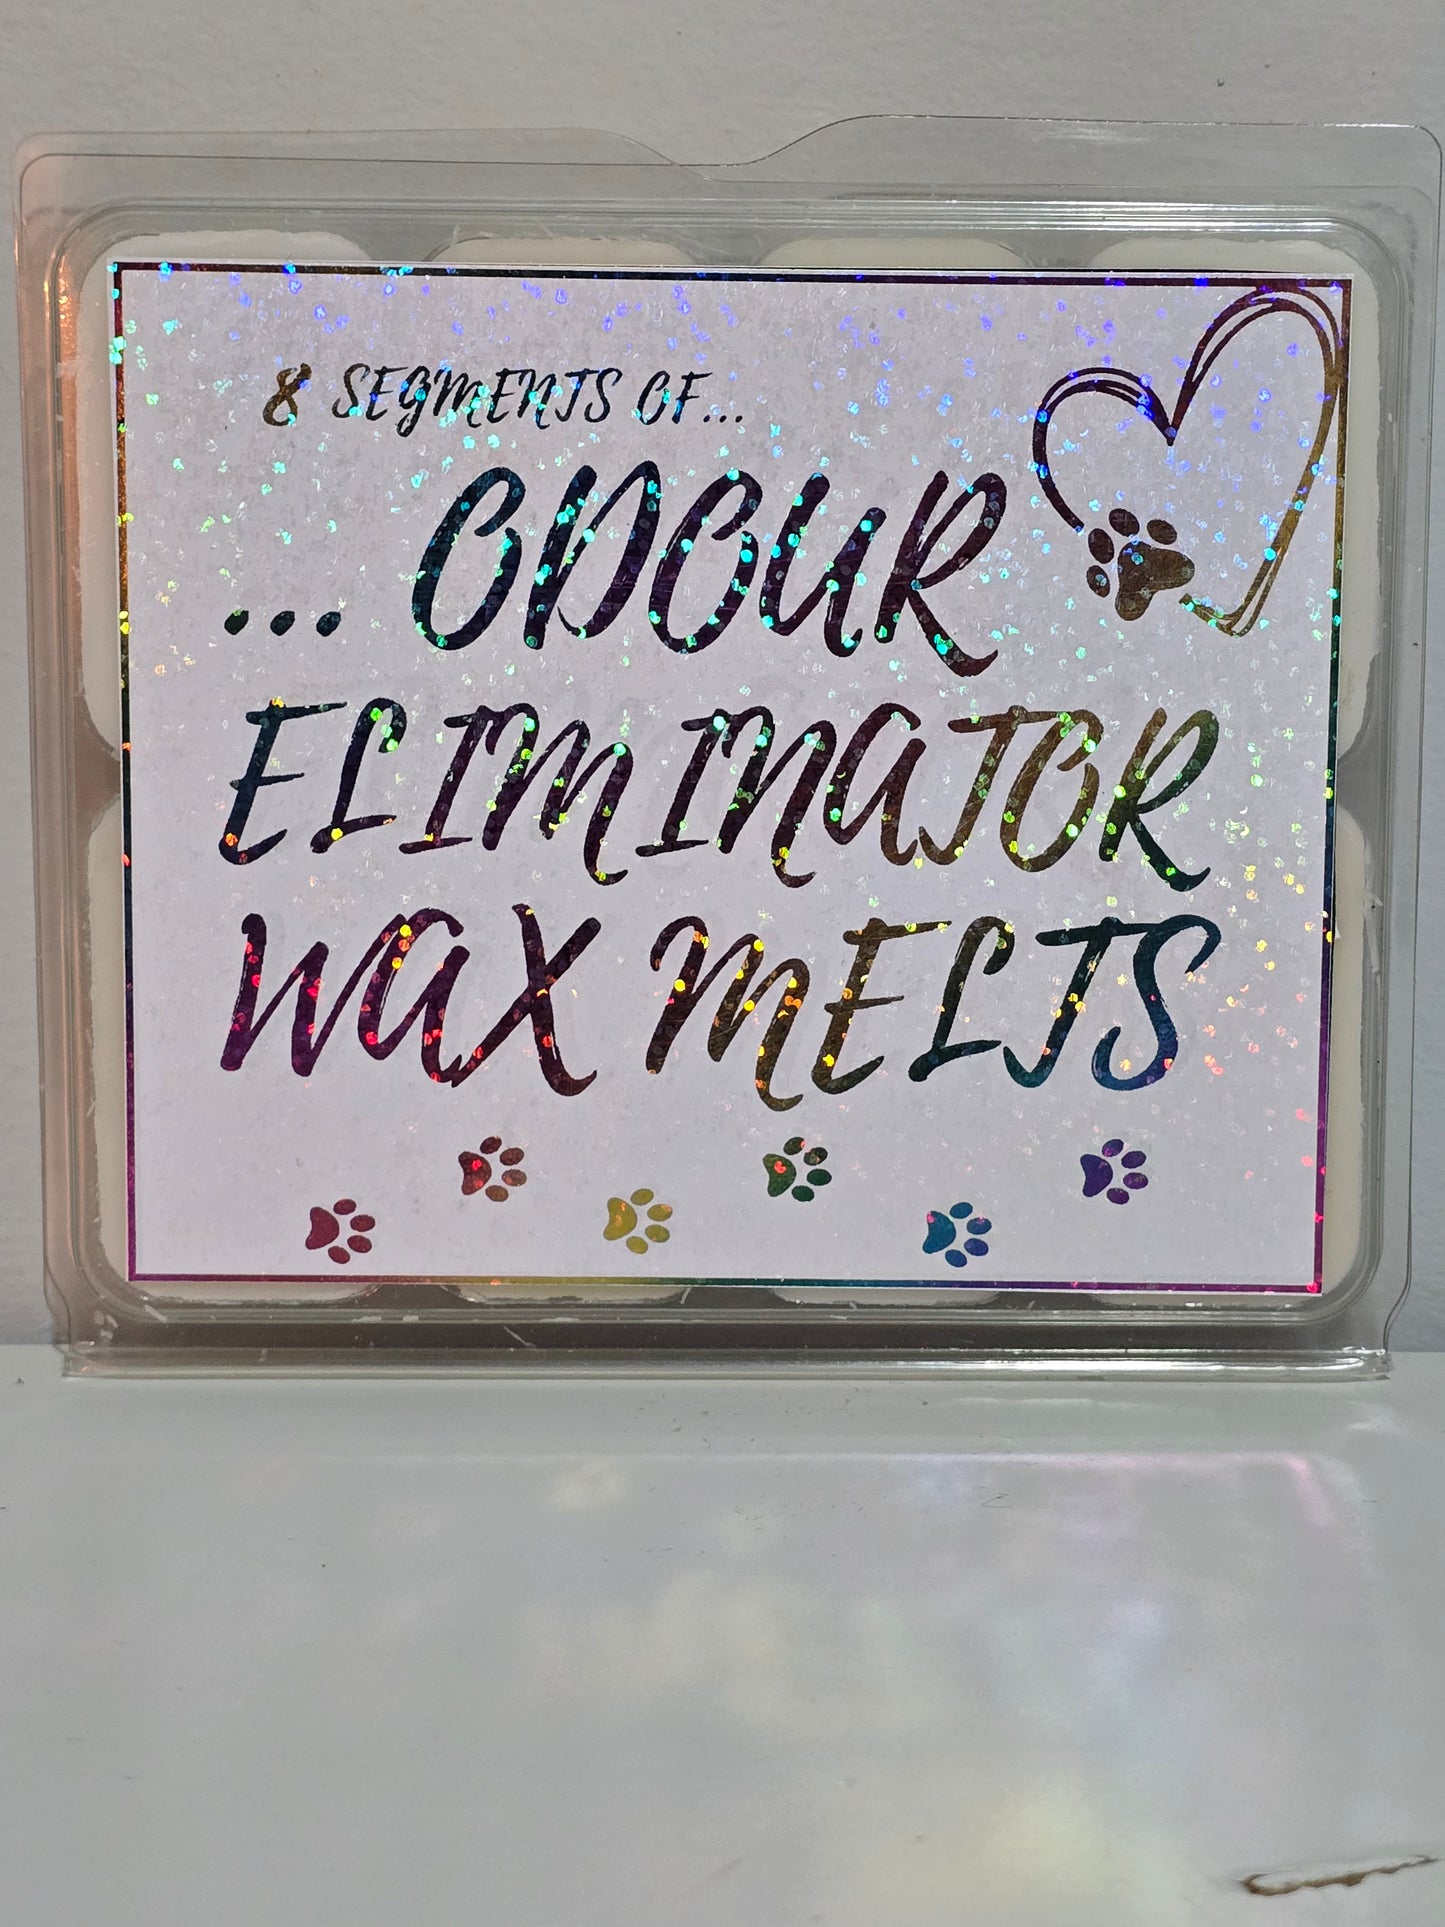 8 SEGMENTS OF...
... ODOUR
ELIMINATOR
WAX MELTS